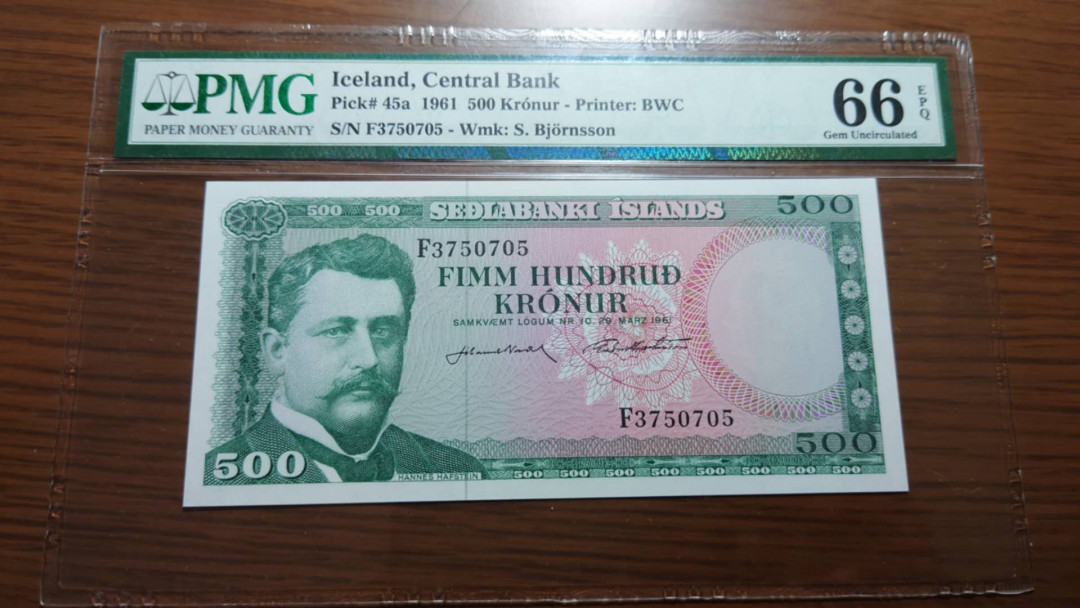 PMG
PAPER MONEY GUARANTY
Iceland, Central Bank
Pick# 45a 1961 500 Krónur - Printer: BWC
S/N F3750705 - Wmk: S. Björnsson
66 EPQ
Gem Uncirculated
500 500 SEÐLABANKI ÍSLANDS 500
F3750705
FIMM HUNDRUÐ
KRÓNUR
SAMKVÆMT LÖGUM NR. 10, 29. MARZ 1961
F3750705
500
500
HANNES HAFSTEIN
500 500 500 500 500 500 500 500